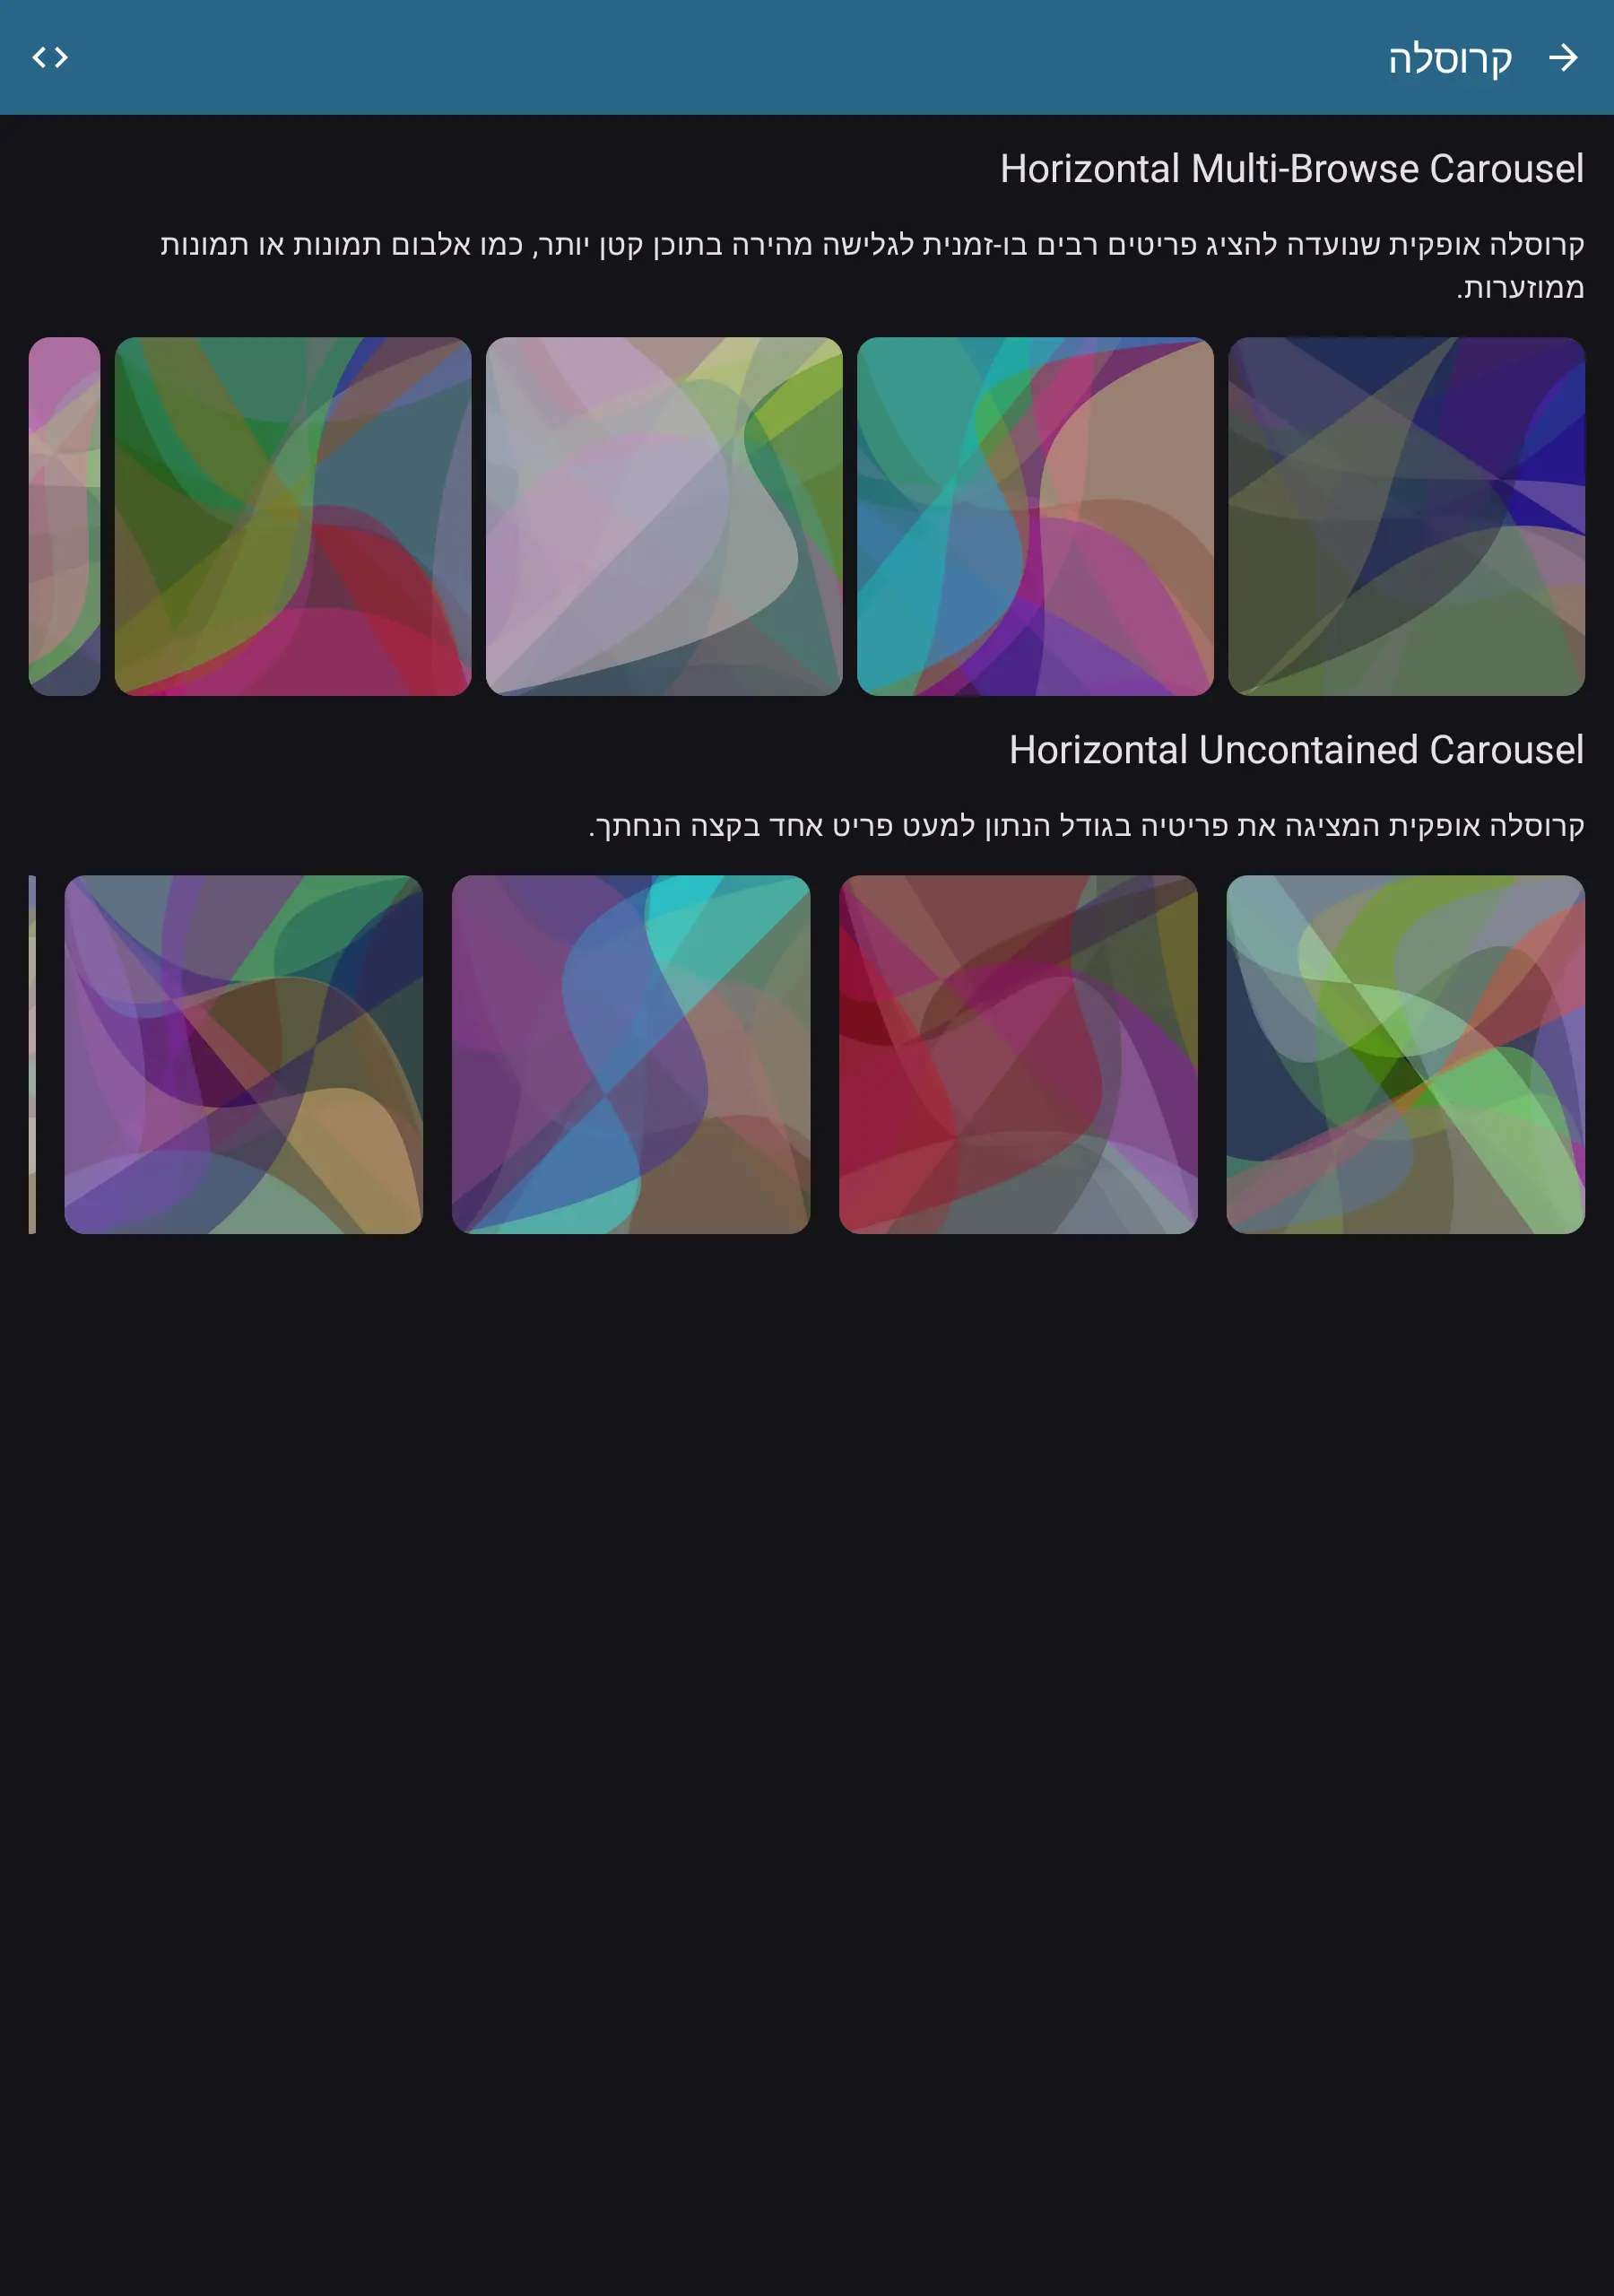 קרוסלה
Horizontal Multi-Browse Carousel
קרוסלה אופקית שנועדה להציג פריטים רבים בו-זמנית לגלישה מהירה בתוכן קטן יותר, כמו אלבום תמונות או תמונות
ממוזערות.
Horizontal Uncontained Carousel
קרוסלה אופקית המציגה את פריטיה בגודל הנתון למעט פריט אחד בקצה הנחתך.